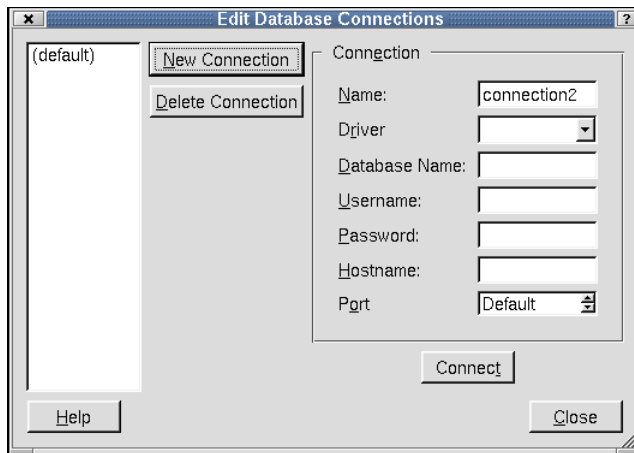 Edit Database Connections
?
(default)
New Connection
Delete Connection
Connection
Name:
connection2
Driver
Database Name:
Username:
Password:
Hostname:
Port
Default
Connect
Help
Close